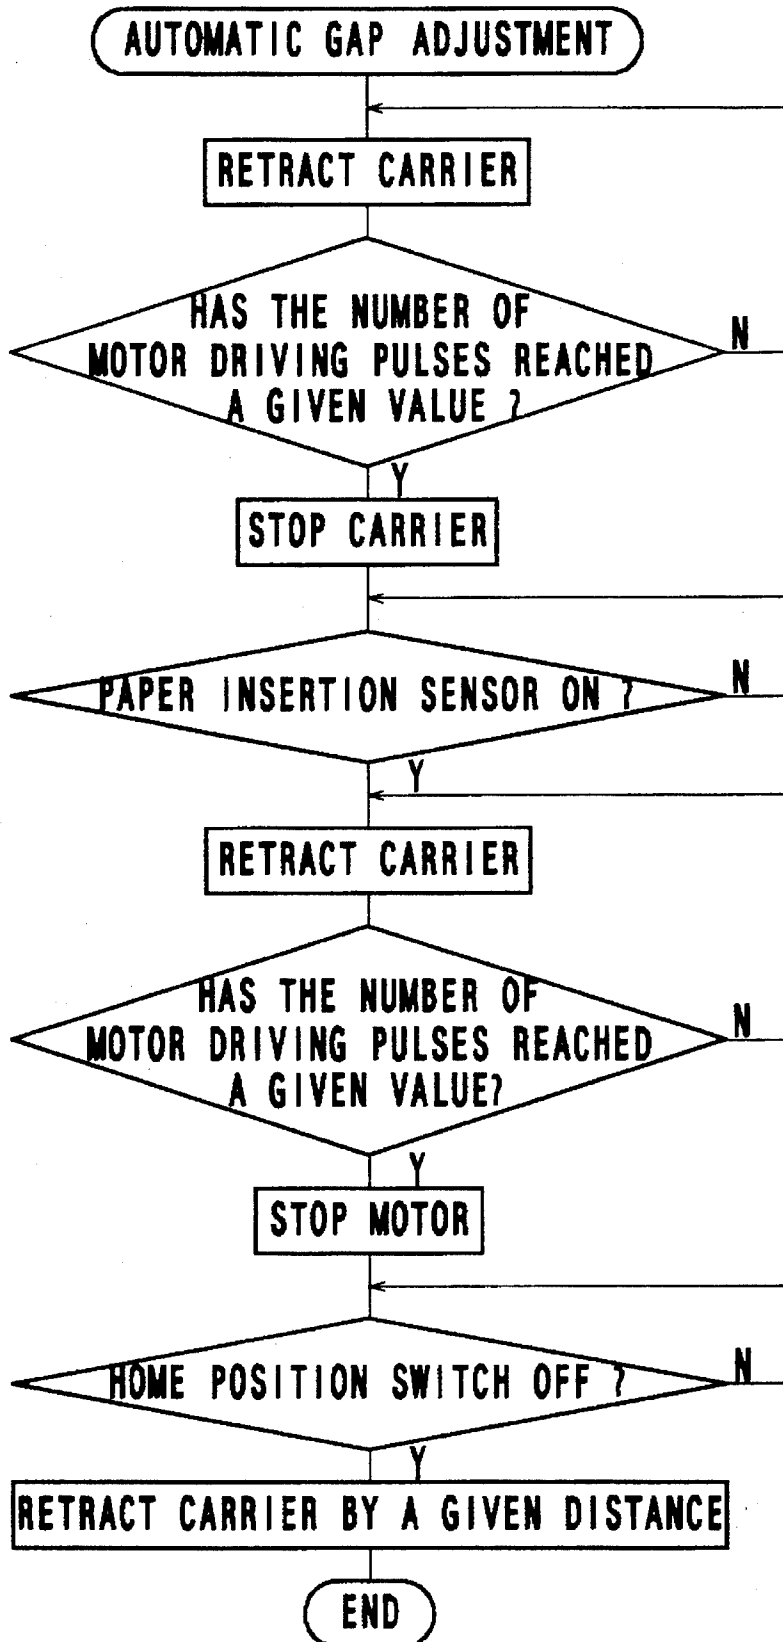 AUTOMATIC GAP ADJUSTMENT
RETRACT CARRIER
HAS THE NUMBER OF
MOTOR DRIVING PULSES REACHED
A GIVEN VALUE ?
N
Y
STOP CARRIER
PAPER INSERTION SENSOR ON ?
N
Y
RETRACT CARRIER
HAS THE NUMBER OF
MOTOR DRIVING PULSES REACHED
A GIVEN VALUE?
N
Y
STOP MOTOR
HOME POSITION SWITCH OFF ?
N
Y
RETRACT CARRIER BY A GIVEN DISTANCE
END